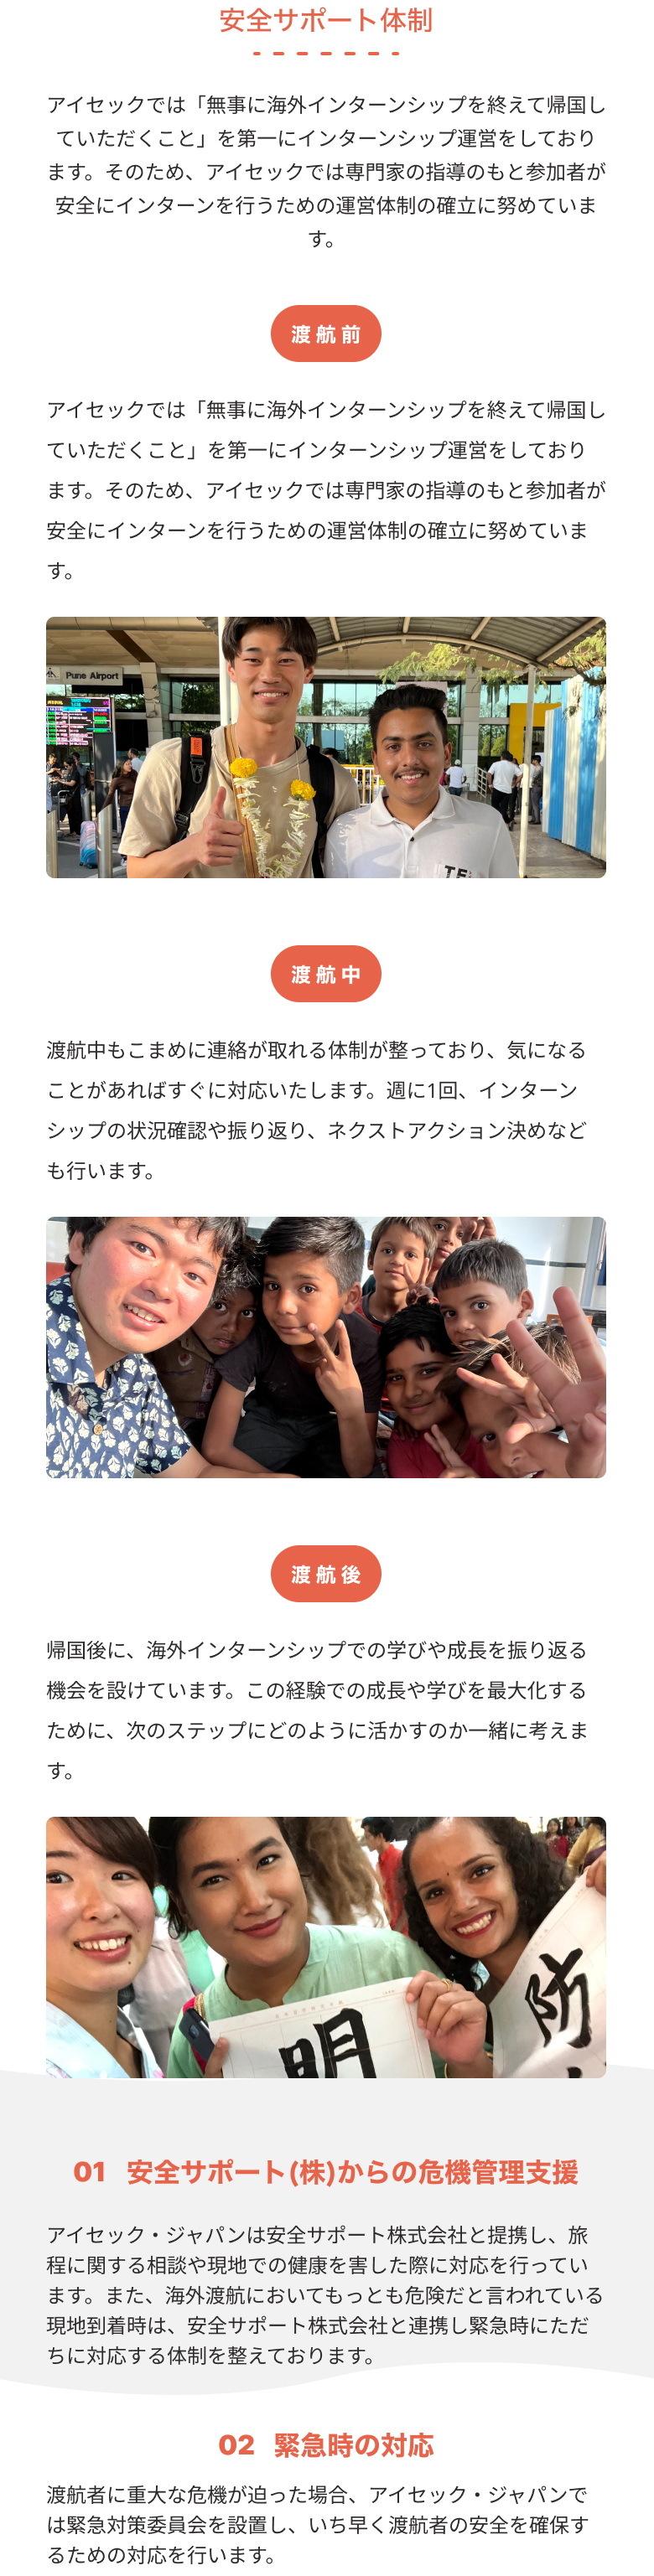 安全サポート体制
アイセックでは「無事に海外インターンシップを終えて帰国し
ていただくこと」を第一にインターンシップ運営をしており
ます。そのため、アイセックでは専門家の指導のもと参加者が
安全にインターンを行うための運営体制の確立に努めていま
す。
渡航前
アイセックでは「無事に海外インターンシップを終えて帰国し
ていただくこと」を第一にインターンシップ運営をしており
ます。そのため、アイセックでは専門家の指導のもと参加者が
安全にインターンを行うための運営体制の確立に努めていま
す。
Pune Airport
渡航中
渡航中もこまめに連絡が取れる体制が整っており、気になる
ことがあればすぐに対応いたします。週に1回、インターン
シップの状況確認や振り返り、ネクストアクション決めなど
も行います。
渡航後
帰国後に、海外インターンシップでの学びや成長を振り返る
機会を設けています。この経験での成長や学びを最大化する
ために、次のステップにどのように活かすのか一緒に考えま
す。
明
01 安全サポート(株)からの危機管理支援
アイセック・ジャパンは安全サポート株式会社と提携し、旅
程に関する相談や現地での健康を害した際に対応を行ってい
ます。また、海外渡航においてもっとも危険だと言われている
現地到着時は、安全サポート株式会社と連携し緊急時にただ
ちに対応する体制を整えております。
02 緊急時の対応
渡航者に重大な危機が迫った場合、アイセック・ジャパンで
は緊急対策委員会を設置し、いち早く渡航者の安全を確保す
るための対応を行います。